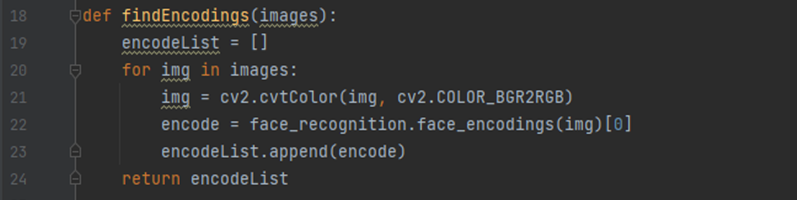 18 def findEncodings(images):
19     encodeList = []
20     for img in images:
21         img = cv2.cvtColor(img, cv2.COLOR_BGR2RGB)
22         encode = face_recognition.face_encodings(img)[0]
23         encodeList.append(encode)
24     return encodeList